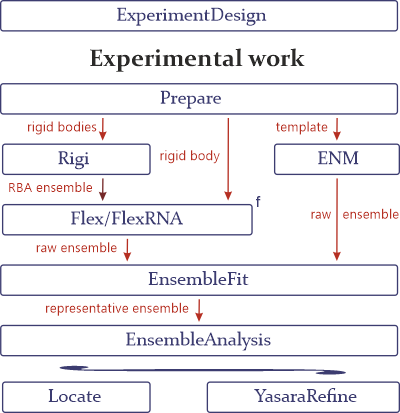 ExperimentDesign
Experimental work
Prepare
rigid bodies
template
rigid body
Rigi
ENM
RBA ensemble
f
Flex/FlexRNA
raw ensemble
raw ensemble
EnsembleFit
representative ensemble
EnsembleAnalysis
Locate
YasaraRefine